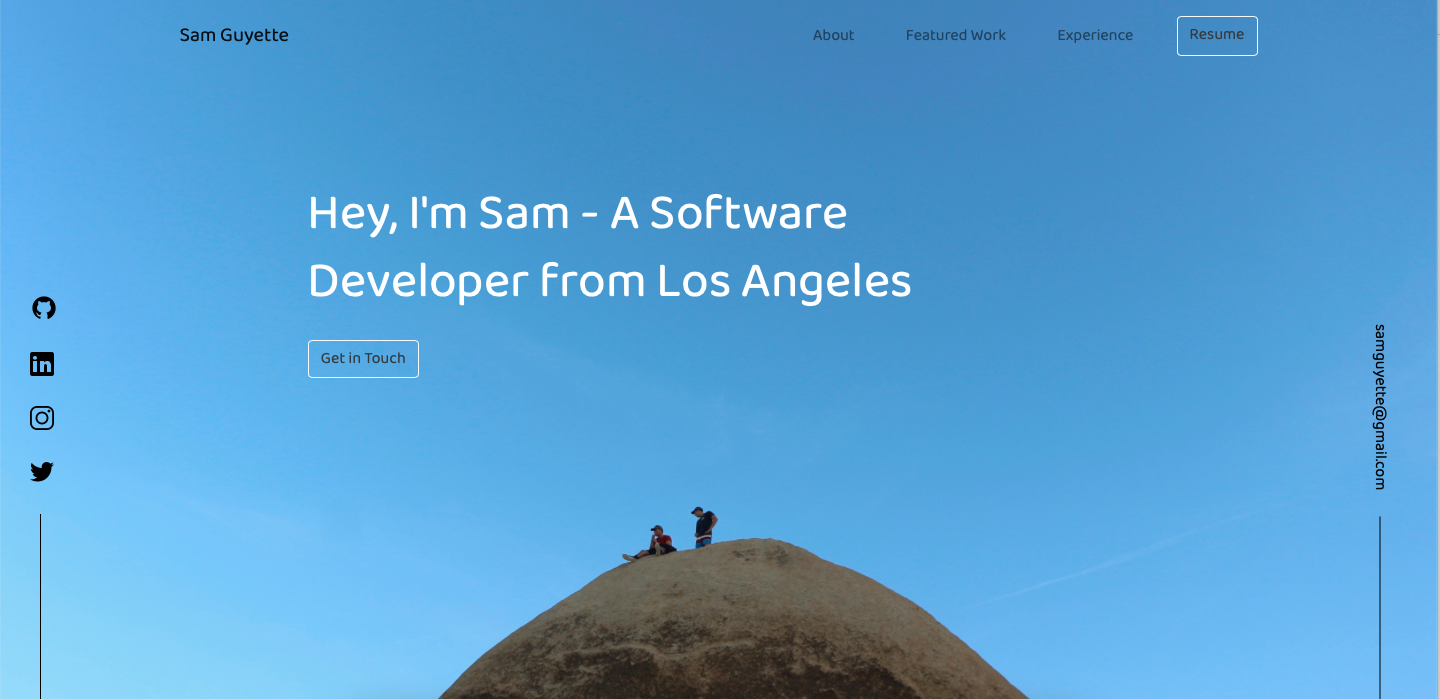 Sam Guyette
About
Featured Work
Experience
Resume
Hey, I'm Sam - A Software
Developer from Los Angeles
Get in Touch
in
samguyette@gmail.com